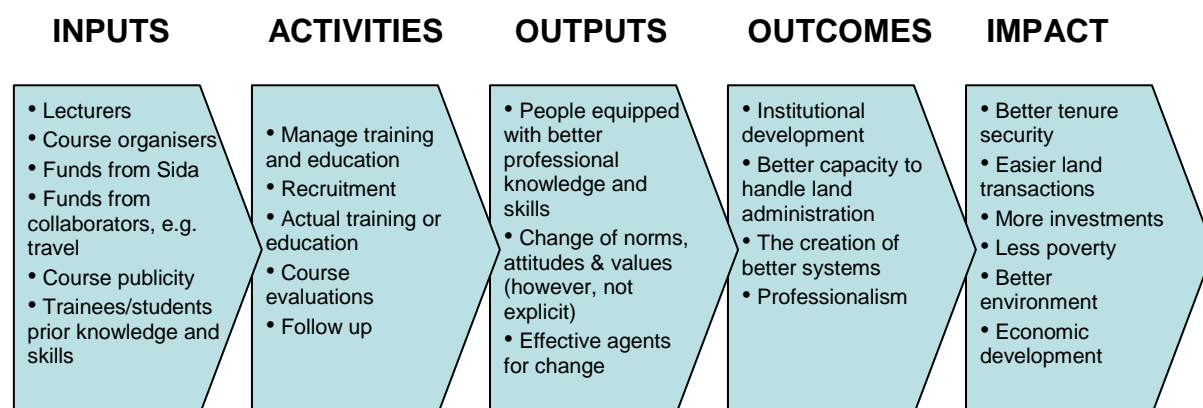 INPUTS
ACTIVITIES
OUTPUTS
OUTCOMES
IMPACT
• Lecturers
• Course organisers
• Funds from Sida
• Funds from
collaborators, e.g.
travel
• Course publicity
• Trainees/students
prior knowledge and
skills
• Manage training
and education
• Recruitment
• Actual training or
education
• Course
evaluations
• Follow up
• People equipped
with better
professional
knowledge and
skills
• Change of norms,
attitudes & values
(however, not
explicit)
• Effective agents
for change
• Institutional
development
• Better capacity to
handle land
administration
• The creation of
better systems
• Professionalism
• Better tenure
security
• Easier land
transactions
• More investments
• Less poverty
• Better
environment
• Economic
development